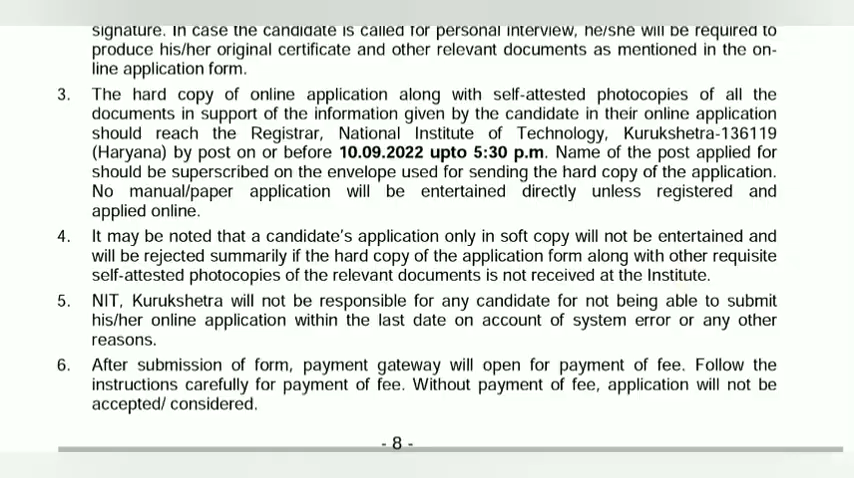 signature. In case the candidate is called for personal interview, he/she will be required to
produce his/her original certificate and other relevant documents as mentioned in the on-
line application form.
3. The hard copy of online application along with self-attested photocopies of all the
documents in support of the information given by the candidate in their online application
should reach the Registrar, National Institute of Technology, Kurukshetra-136119
(Haryana) by post on or before 10.09.2022 upto 5:30 p.m. Name of the post applied for
should be superscribed on the envelope used for sending the hard copy of the application.
No manual/paper application will be entertained directly unless registered and
applied online.
4. It may be noted that a candidate's application only in soft copy will not be entertained and
will be rejected summarily if the hard copy of the application form along with other requisite
self-attested photocopies of the relevant documents is not received at the Institute.
5. NIT, Kurukshetra will not be responsible for any candidate for not being able to submit
his/her online application within the last date on account of system error or any other
reasons.
6. After submission of form, payment gateway will open for payment of fee. Follow the
instructions carefully for payment of fee. Without payment of fee, application will not be
accepted/ considered.
- 8 -